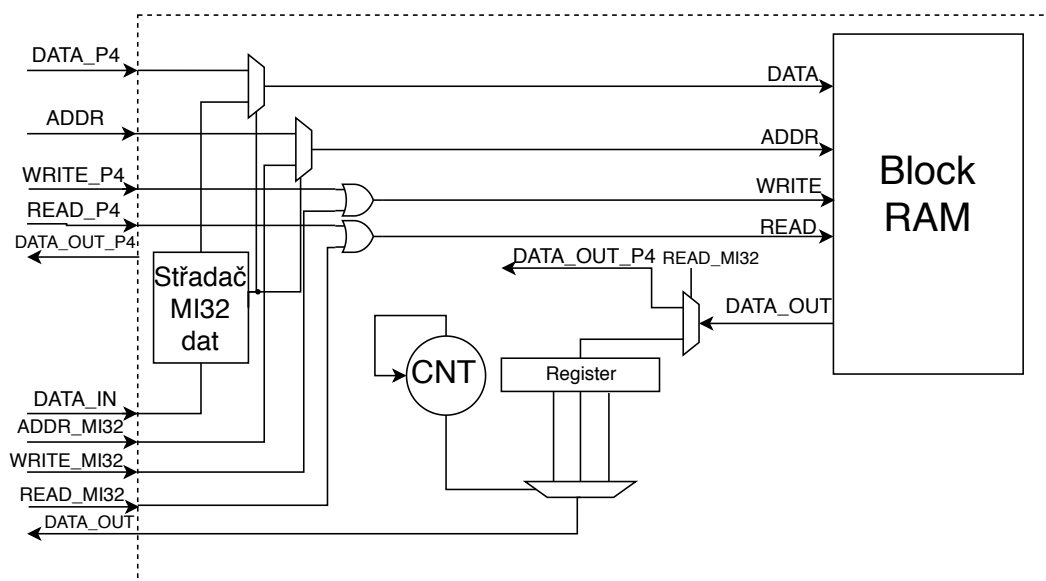 DATA_P4
ADDR
WRITE_P4
READ_P4
DATA_OUT_P4
Střadač
MI32
dat
DATA_IN
ADDR_MI32
WRITE_MI32
READ_MI32
DATA_OUT
DATA
ADDR
WRITE
READ
Block
RAM
DATA_OUT_P4
READ_MI32
DATA_OUT
CNT
Register